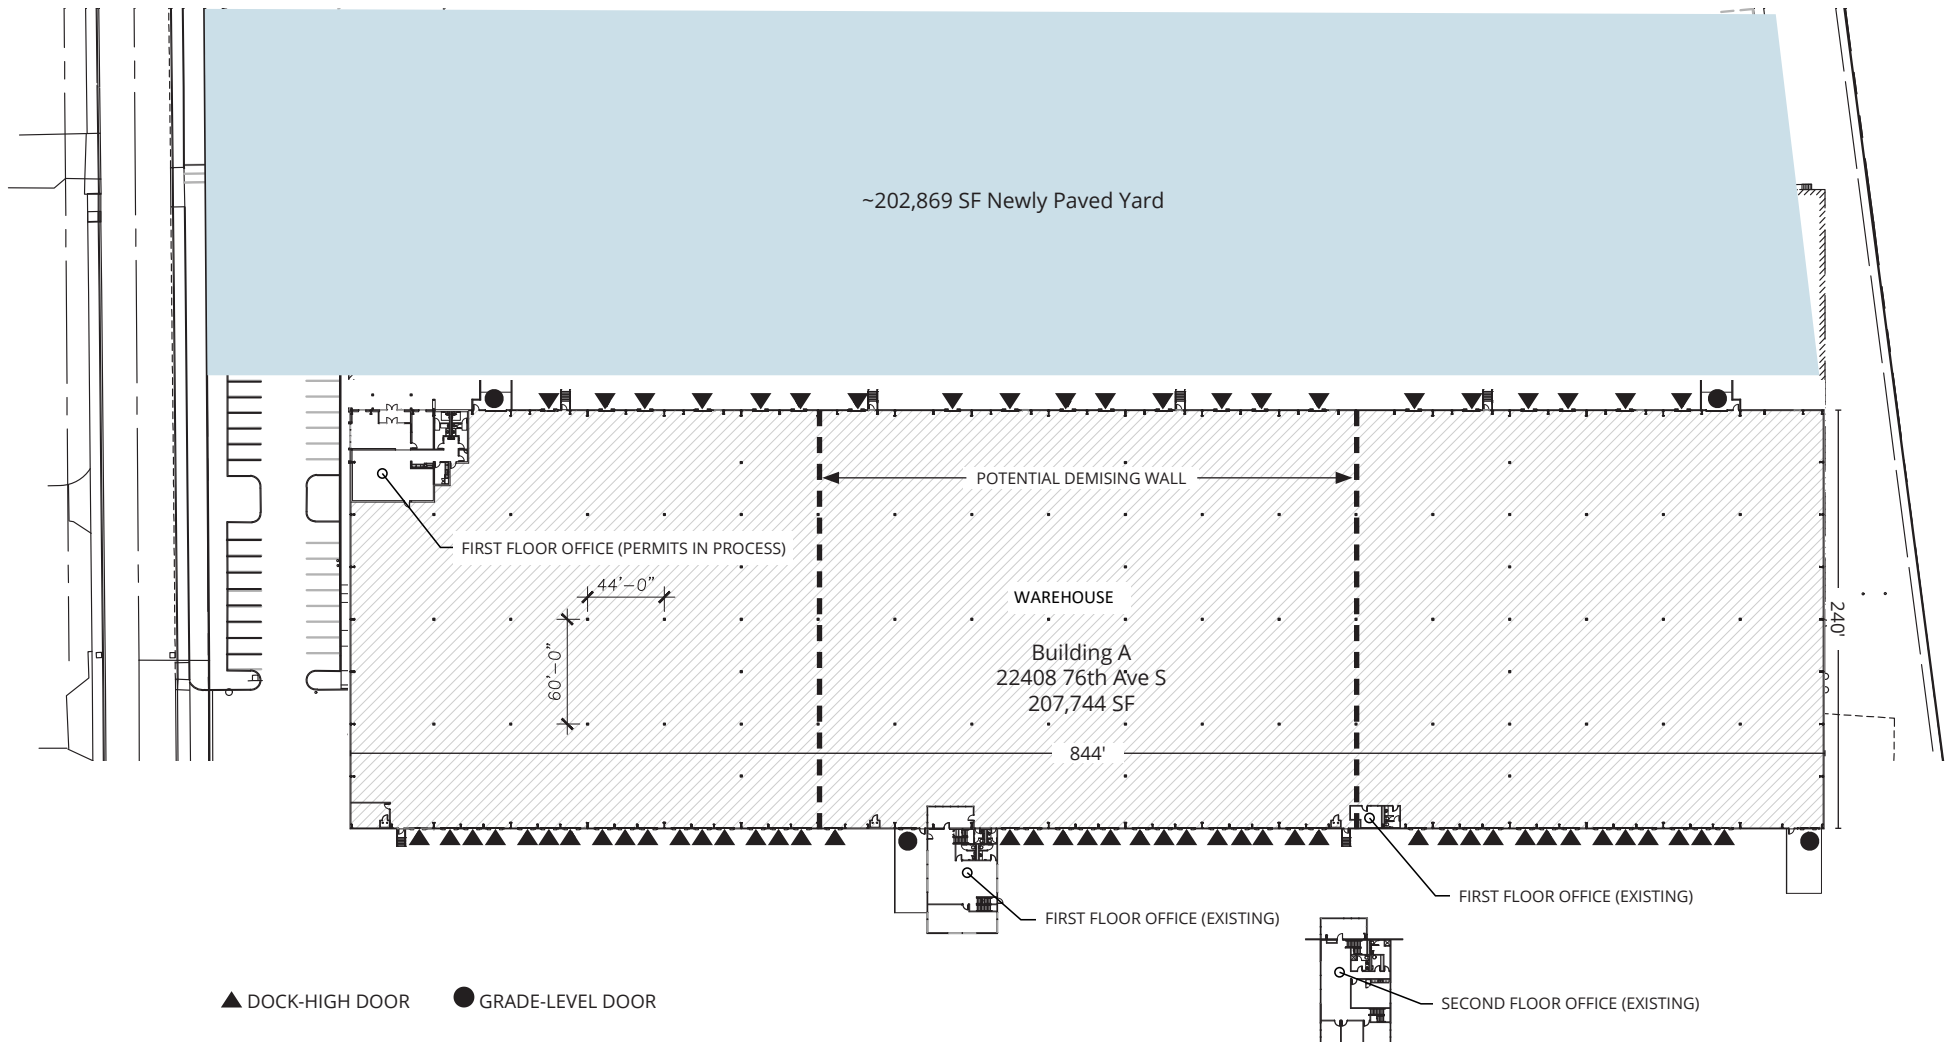 ~202,869 SF Newly Paved Yard
POTENTIAL DEMISING WALL
FIRST FLOOR OFFICE (PERMITS IN PROCESS)
44'-0"
WAREHOUSE
240'
60'-0"
Building A
22408 76th Ave S
207,744 SF
844'
FIRST FLOOR OFFICE (EXISTING)
FIRST FLOOR OFFICE (EXISTING)
DOCK-HIGH DOOR
GRADE-LEVEL DOOR
SECOND FLOOR OFFICE (EXISTING)